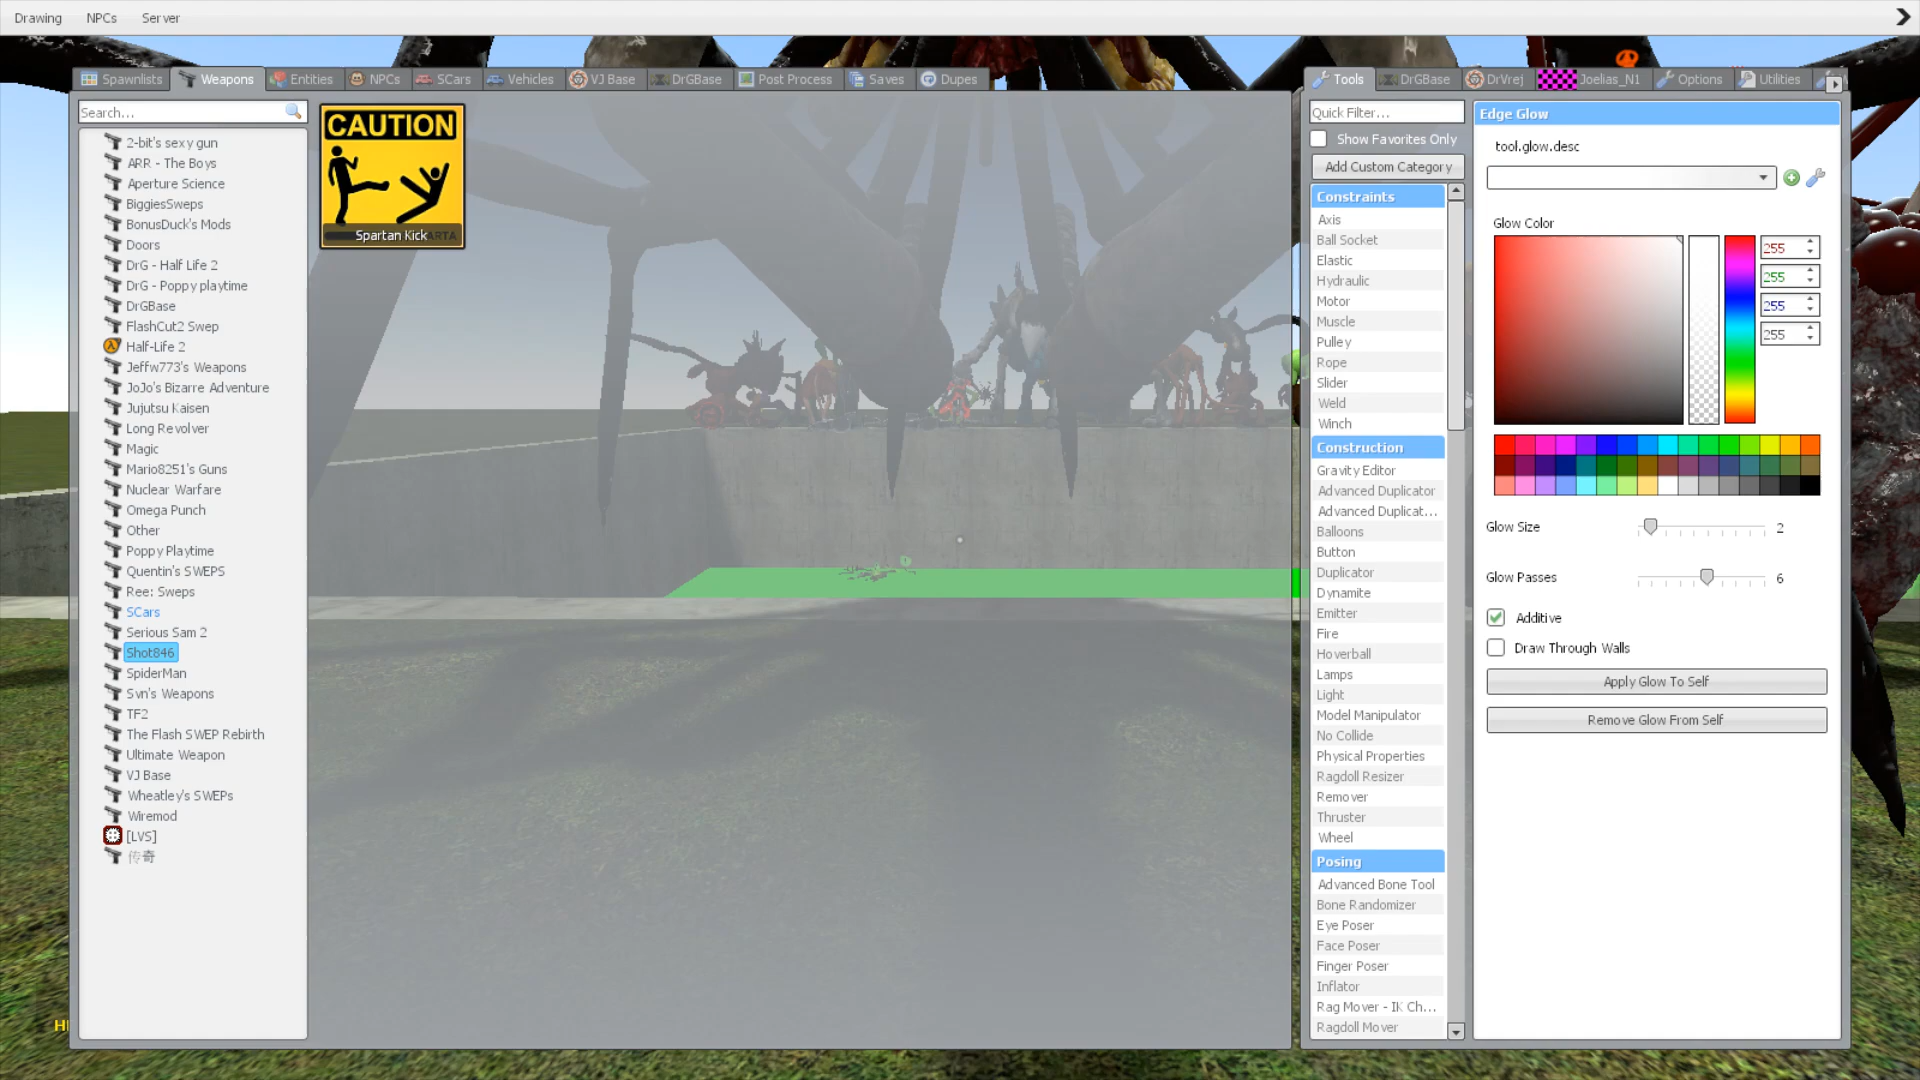 Drawing NPCs Server
Spawnlists Weapons Entities NPCs SCars Vehicles VJ Base DrGBase Post Process Saves Dupes
Tools DrGBase DrVrej Joelias_N1 Options Utilities
Search...
2-bit's sexy gun
ARR - The Boys
Aperture Science
BiggiesSweps
BonusDuck's Mods
Doors
DrG - Half Life 2
DrG - Poppy playtime
DrGBase
FlashCut2 Swep
Half-Life 2
Jeffw773's Weapons
JoJo's Bizarre Adventure
Jujutsu Kaisen
Long Revolver
Magic
Mario8251's Guns
Nuclear Warfare
Omega Punch
Other
Poppy Playtime
Quentin's SWEPS
Ree: Sweps
SCars
Serious Sam 2
Shot846
SpiderMan
Svn's Weapons
TF2
The Flash SWEP Rebirth
Ultimate Weapon
VJ Base
Wheatley's SWEPs
Wiremod
[LVS]
传奇
CAUTION
Spartan Kick
Quick Filter...
Show Favorites Only
Add Custom Category
Constraints
Axis
Ball Socket
Elastic
Hydraulic
Motor
Muscle
Pulley
Rope
Slider
Weld
Winch
Construction
Gravity Editor
Advanced Duplicator
Advanced Duplicat...
Balloons
Button
Duplicator
Dynamite
Emitter
Fire
Hoverball
Lamps
Light
Model Manipulator
No Collide
Physical Properties
Ragdoll Resizer
Remover
Thruster
Wheel
Posing
Advanced Bone Tool
Bone Randomizer
Eye Poser
Face Poser
Finger Poser
Inflator
Rag Mover - IK Ch...
Ragdoll Mover
Edge Glow
tool.glow.desc
Glow Color
255
255
255
255
Glow Size 2
Glow Passes 6
Additive
Draw Through Walls
Apply Glow To Self
Remove Glow From Self